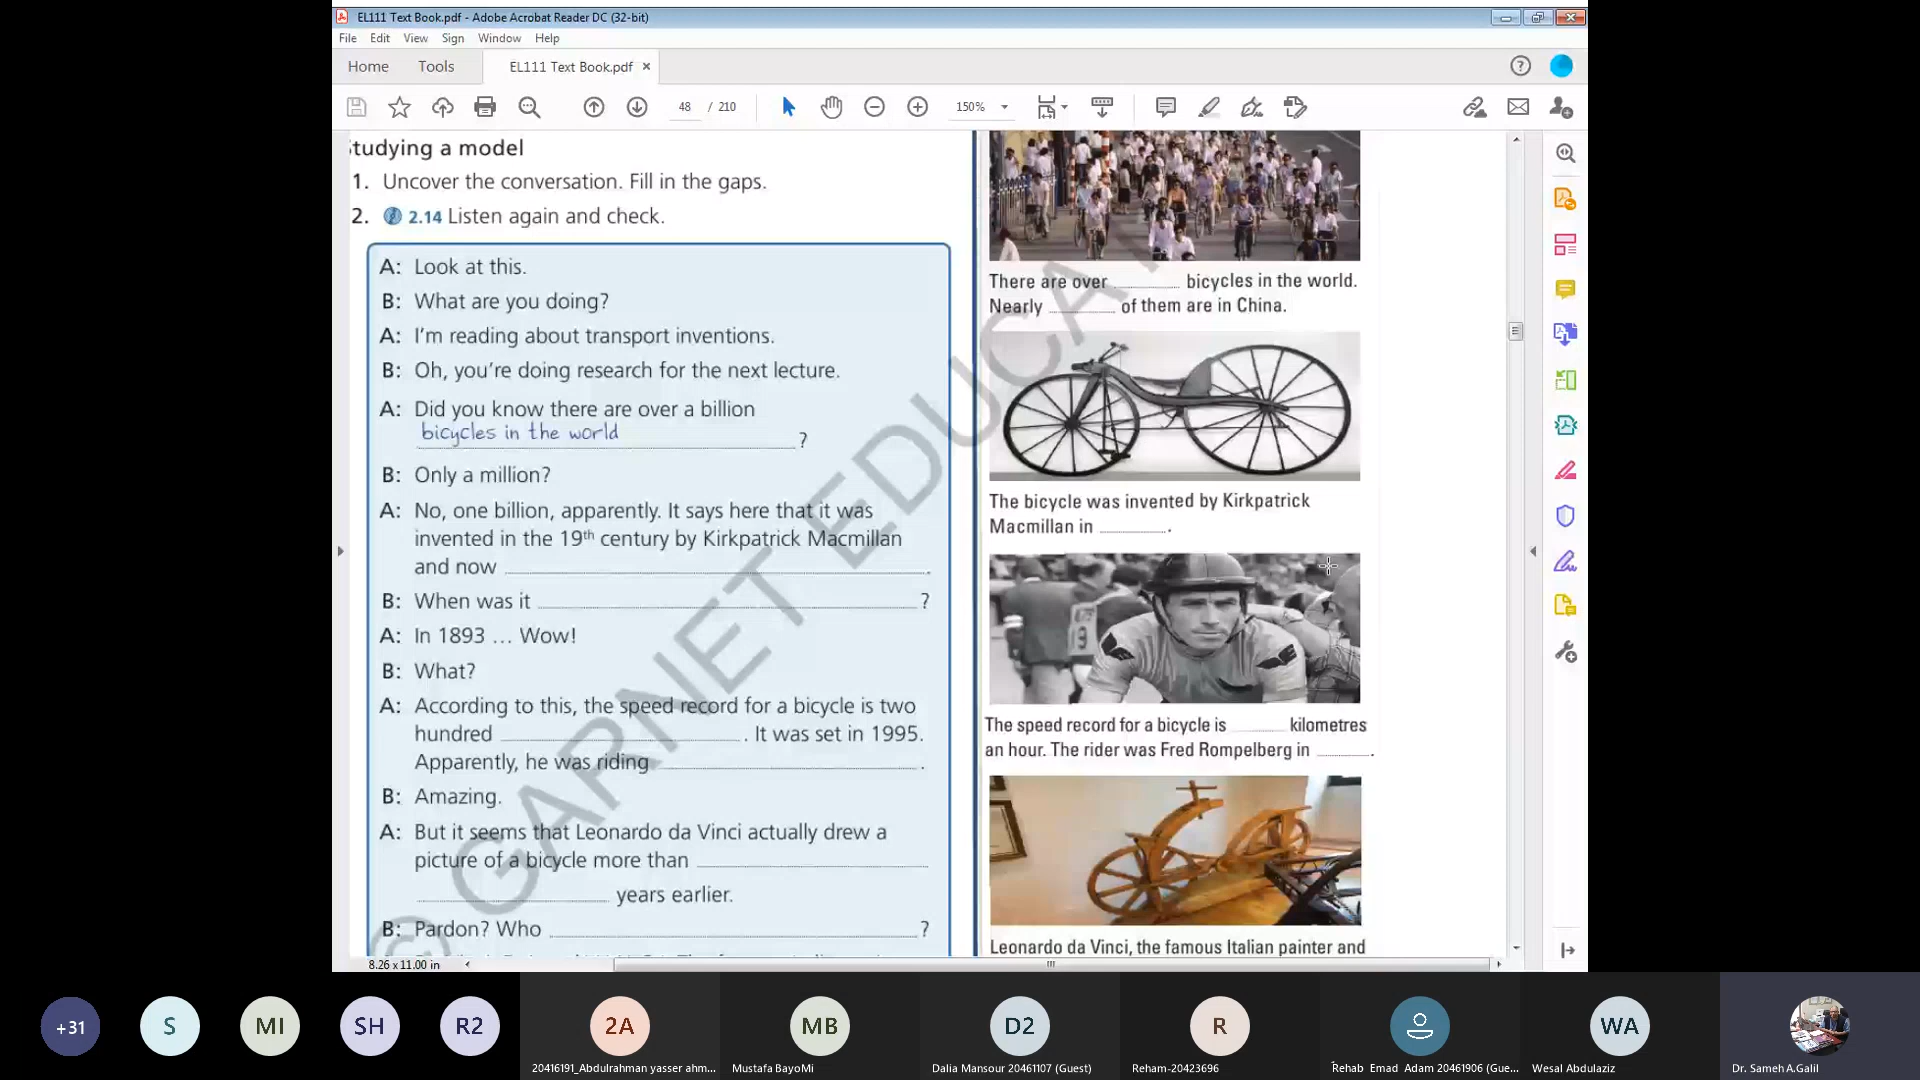 EL111 Text Book.pdf - Adobe Acrobat Reader DC (32-bit)
File Edit View Sign Window Help
Home Tools EL111 Text Book.pdf ×
48 / 210 150%
Studying a model
1. Uncover the conversation. Fill in the gaps.
2. 2.14 Listen again and check.
A: Look at this.
B: What are you doing?
A: I'm reading about transport inventions.
B: Oh, you're doing research for the next lecture.
A: Did you know there are over a billion
bicycles in the world ?
B: Only a million?
A: No, one billion, apparently. It says here that it was
invented in the 19th century by Kirkpatrick Macmillan
and now .
B: When was it ?
A: In 1893 ... Wow!
B: What?
A: According to this, the speed record for a bicycle is two
hundred . It was set in 1995.
Apparently, he was riding .
B: Amazing.
A: But it seems that Leonardo da Vinci actually drew a
picture of a bicycle more than
years earlier.
B: Pardon? Who ?
There are over bicycles in the world.
Nearly of them are in China.
The bicycle was invented by Kirkpatrick
Macmillan in .
The speed record for a bicycle is kilometres
an hour. The rider was Fred Rompelberg in .
Leonardo da Vinci, the famous Italian painter and
© GARNET EDUCA
8.26 x 11.00 in
+31 S MI SH R2 2A MB D2 R WA
20416191_Abdulrahman yasser ahm... Mustafa BayoMi Dalia Mansour 20461107 (Guest) Reham-20423696 Rehab Emad Adam 20461906 (Gue... Wesal Abdulaziz Dr. Sameh A.Galil